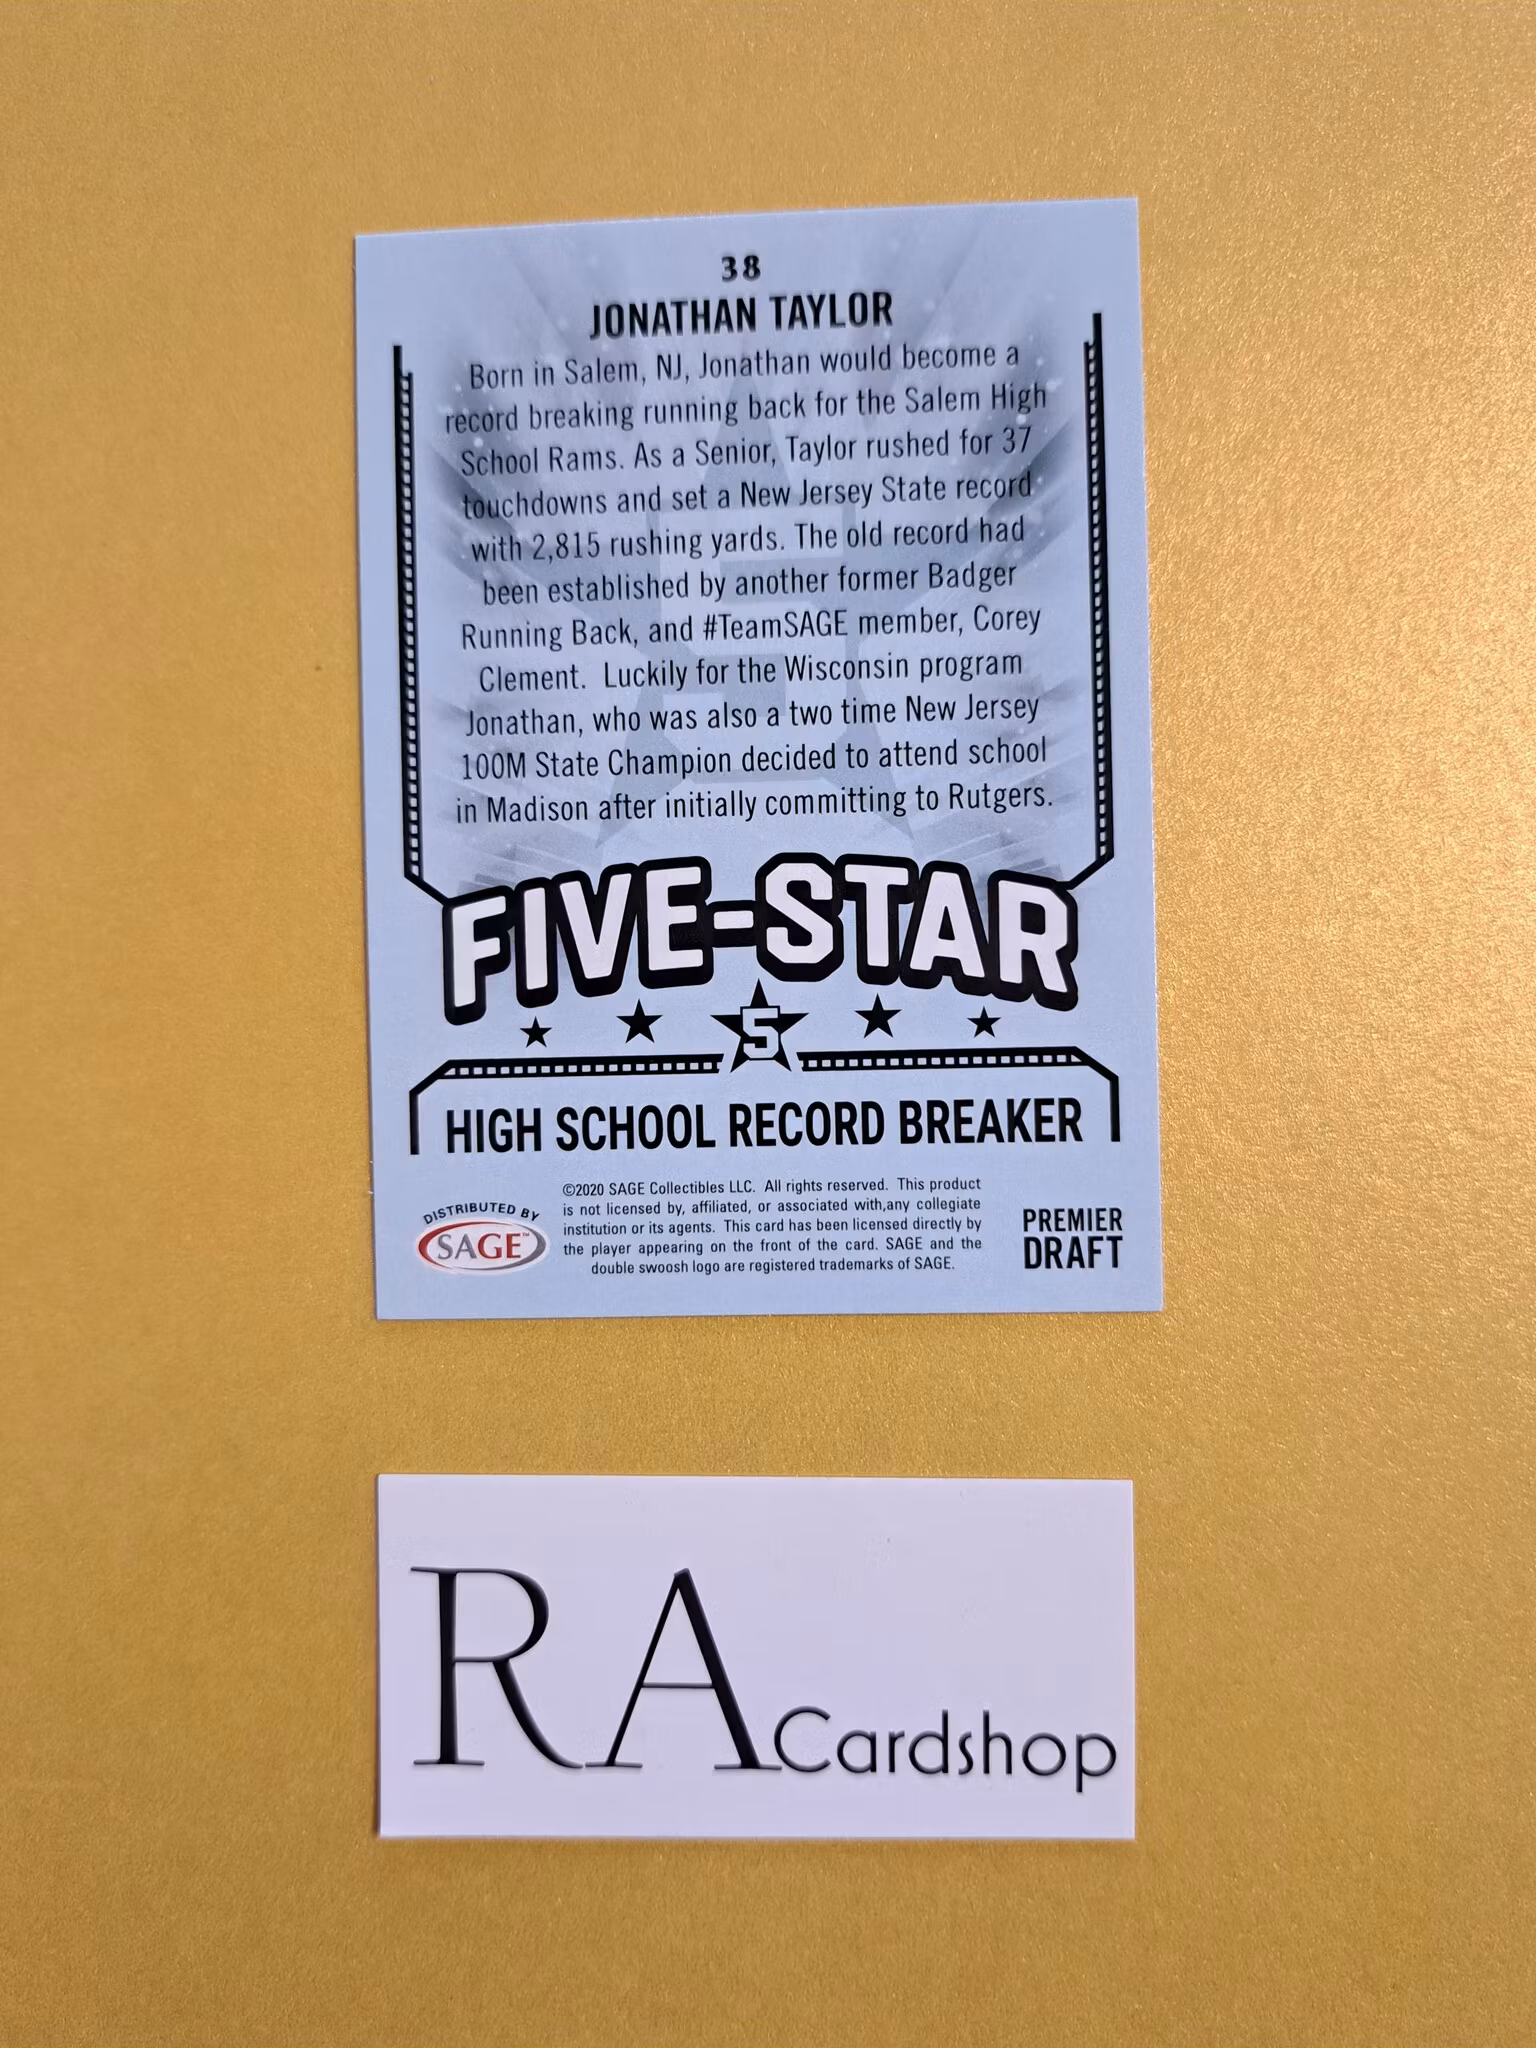 38
JONATHAN TAYLOR
Born in Salem, NJ, Jonathan would become a
record breaking running back for the Salem High
School Rams. As a Senior, Taylor rushed for 37
touchdowns and set a New Jersey State record
with 2,815 rushing yards. The old record had
been established by another former Badger
Running Back, and #TeamSAGE member, Corey
Clement. Luckily for the Wisconsin program
Jonathan, who was also a two time New Jersey
100M State Champion decided to attend school
in Madison after initially committing to Rutgers.
FIVE-STAR
5
HIGH SCHOOL RECORD BREAKER
DISTRIBUTED BY
SAGE™
©2020 SAGE Collectibles LLC. All rights reserved. This product
is not licensed by, affiliated, or associated with,any collegiate
institution or its agents. This card has been licensed directly by
the player appearing on the front of the card. SAGE and the
double swoosh logo are registered trademarks of SAGE.
PREMIER
DRAFT
RACardshop